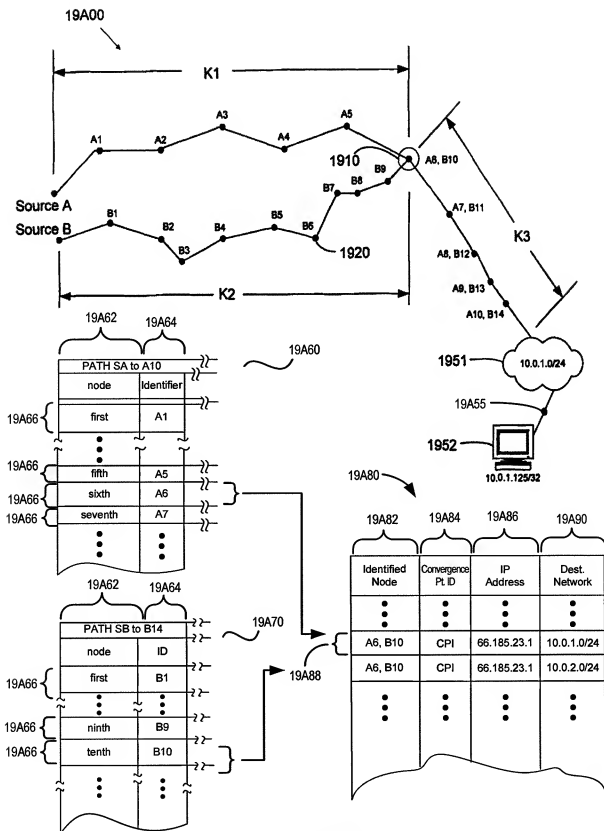 19A00
K1
A3
A5
A1
A2
A4
1910
A6, B10
B9
B7
B8
Source A
Source B
B1
B2
B3
B4
B5
B6
1920
A7, B11
K3
A8, B12
A9, B13
A10, B14
K2
19A62
19A64
19A60
PATH SA to A10
node
Identifier
19A66
first
A1
19A66
fifth
A5
19A66
sixth
A6
19A66
seventh
A7
1951
10.0.1.0/24
19A55
1952
10.0.1.125/32
19A80
19A82
19A84
19A86
19A90
Identified Node
Convergence Pt. ID
IP Address
Dest. Network
A6, B10
CPI
66.185.23.1
10.0.1.0/24
19A88
A6, B10
CPI
66.185.23.1
10.0.2.0/24
19A62
19A64
19A70
PATH SB to B14
node
ID
19A66
first
B1
19A66
ninth
B9
19A66
tenth
B10